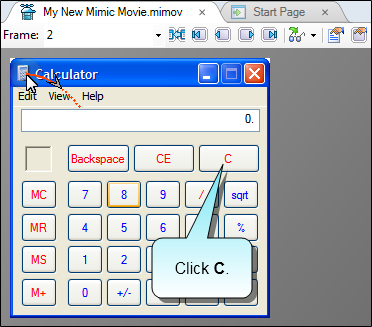 My New Mimic Movie.mimov Start Page
Frame: 2
Calculator
Edit View Help
0.
Backspace CE C
MC 7 8 9 / sqrt
MR 4 5 6 %
MS 1 2
M+ 0 +/-
Click C.